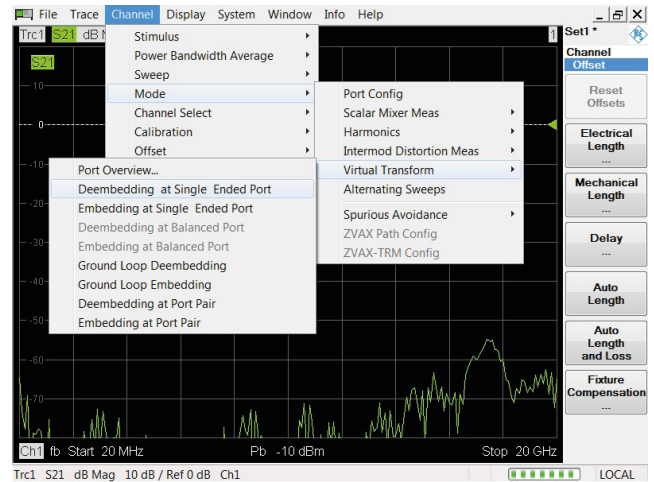 File Trace Channel Display System Window Info Help
Trc1 S21 dB M
1
Set1 *
S21
Stimulus
Power Bandwidth Average
Sweep
Mode
Channel Select
Calibration
Offset
Port Config
Scalar Mixer Meas
Harmonics
Intermod Distortion Meas
Virtual Transform
Alternating Sweeps
Spurious Avoidance
ZVAX Path Config
ZVAX-TRM Config
Port Overview...
Deembedding at Single Ended Port
Embedding at Single Ended Port
Deembedding at Balanced Port
Embedding at Balanced Port
Ground Loop Deembedding
Ground Loop Embedding
Deembedding at Port Pair
Embedding at Port Pair
10
0
-10
-20
-30
-40
-50
-60
-70
Ch1 fb Start 20 MHz Pb -10 dBm Stop 20 GHz
Trc1 S21 dB Mag 10 dB / Ref 0 dB Ch1
LOCAL
Channel
Offset
Reset
Offsets
Electrical
Length
...
Mechanical
Length
...
Delay
...
Auto
Length
Auto
Length
and Loss
Fixture
Compensation
...